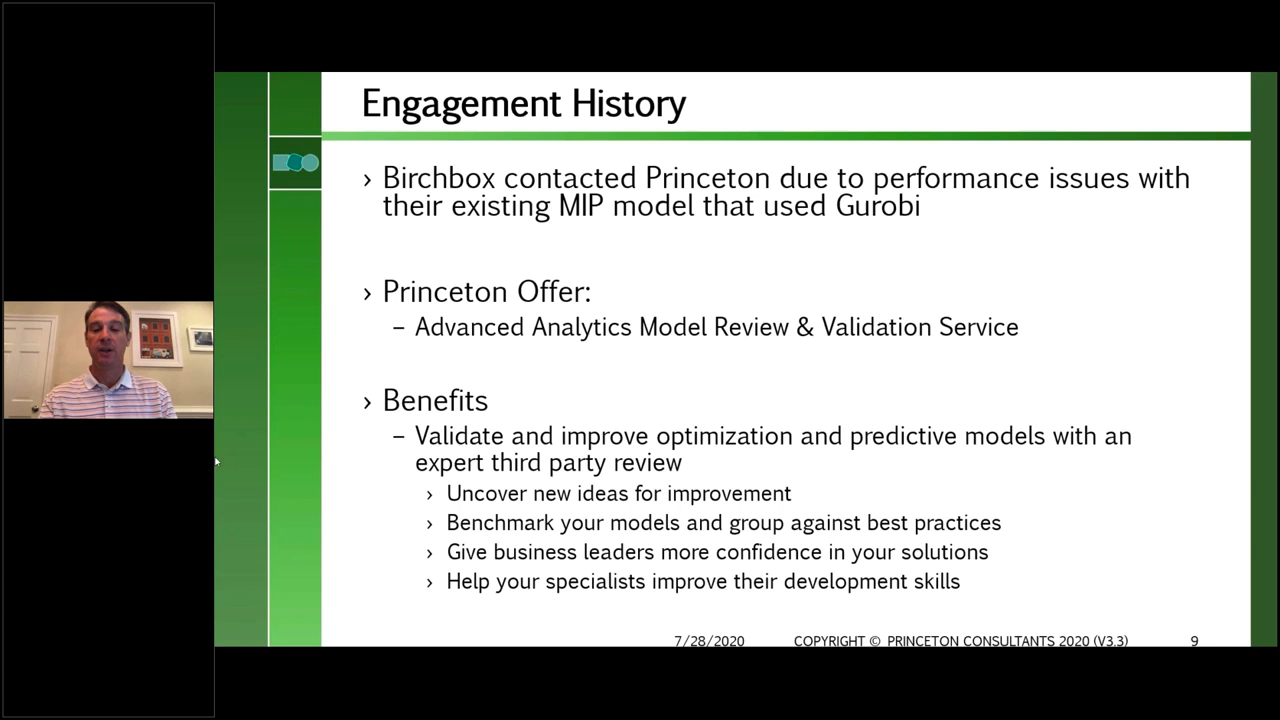 Engagement History
› Birchbox contacted Princeton due to performance issues with
their existing MIP model that used Gurobi
› Princeton Offer:
– Advanced Analytics Model Review & Validation Service
› Benefits
– Validate and improve optimization and predictive models with an
expert third party review
› Uncover new ideas for improvement
› Benchmark your models and group against best practices
› Give business leaders more confidence in your solutions
› Help your specialists improve their development skills
7/28/2020 COPYRIGHT © PRINCETON CONSULTANTS 2020 (V3.3) 9